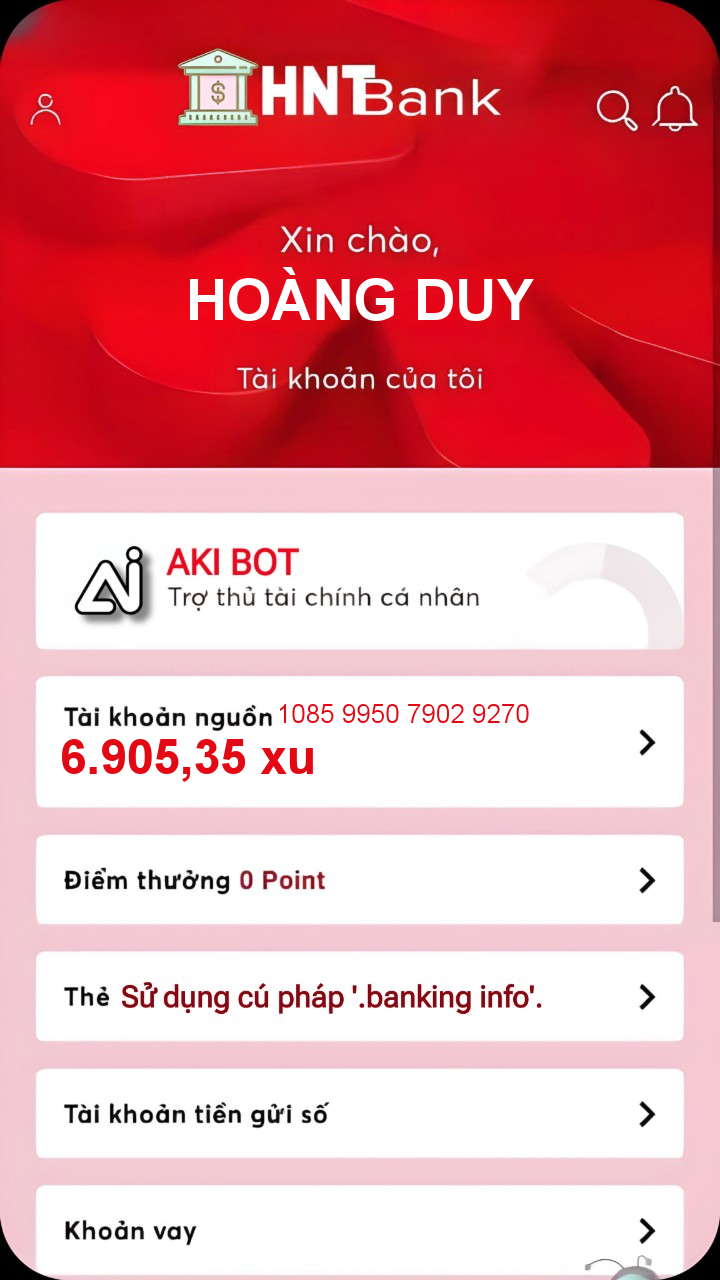 HNTBank
Xin chào,
HOÀNG DUY
Tài khoản của tôi
AKI BOT
Trợ thủ tài chính cá nhân
Tài khoản nguồn 1085 9950 7902 9270
6.905,35 xu
Điểm thưởng 0 Point
Thẻ Sử dụng cú pháp '.banking info'.
Tài khoản tiền gửi số
Khoản vay